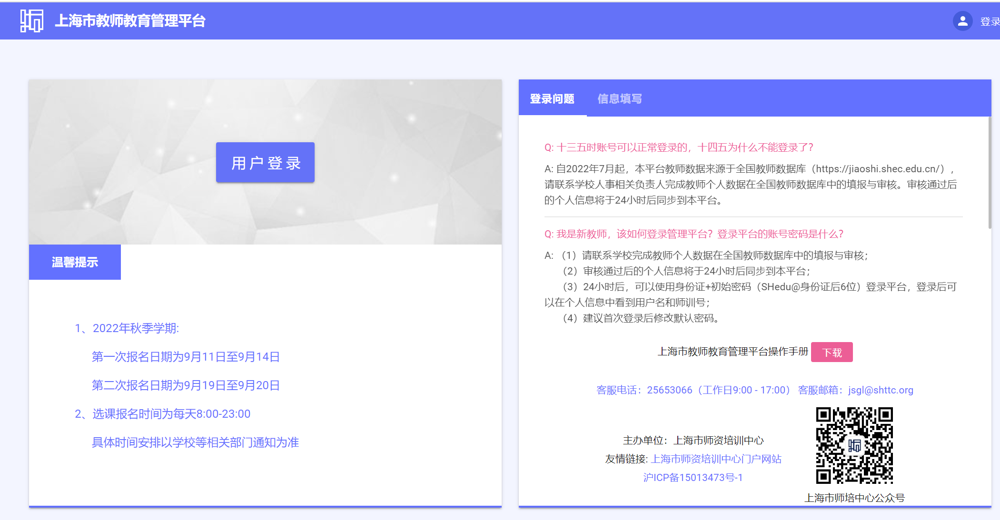 上海市教师教育管理平台
登录
用户登录
温馨提示
1、2022年秋季学期:
第一次报名日期为9月11日至9月14日
第二次报名日期为9月19日至9月20日
2、选课报名时间为每天8:00-23:00
具体时间安排以学校等相关部门通知为准
登录问题 信息填写
Q: 十三五时账号可以正常登录的，十四五为什么不能登录了？
A: 自2022年7月起，本平台教师数据来源于全国教师数据库（https://jiaoshi.shec.edu.cn/），
请联系学校人事相关负责人完成教师个人数据在全国教师数据库中的填报与审核。审核通过后
的个人信息将于24小时后同步到本平台。
Q: 我是新教师，该如何登录管理平台？登录平台的账号密码是什么？
A: （1）请联系学校完成教师个人数据在全国教师数据库中的填报与审核；
（2）审核通过后的个人信息将于24小时后同步到本平台；
（3）24小时后，可以使用身份证+初始密码（SHedu@身份证后6位）登录平台，登录后可
以在个人信息中看到用户名和师训号；
（4）建议首次登录后修改默认密码。
上海市教师教育管理平台操作手册 下载
客服电话：25653066（工作日9:00 - 17:00） 客服邮箱：jsgl@shttc.org
主办单位：上海市师资培训中心
友情链接: 上海市师资培训中心门户网站
沪ICP备15013473号-1
上海市师培中心公众号